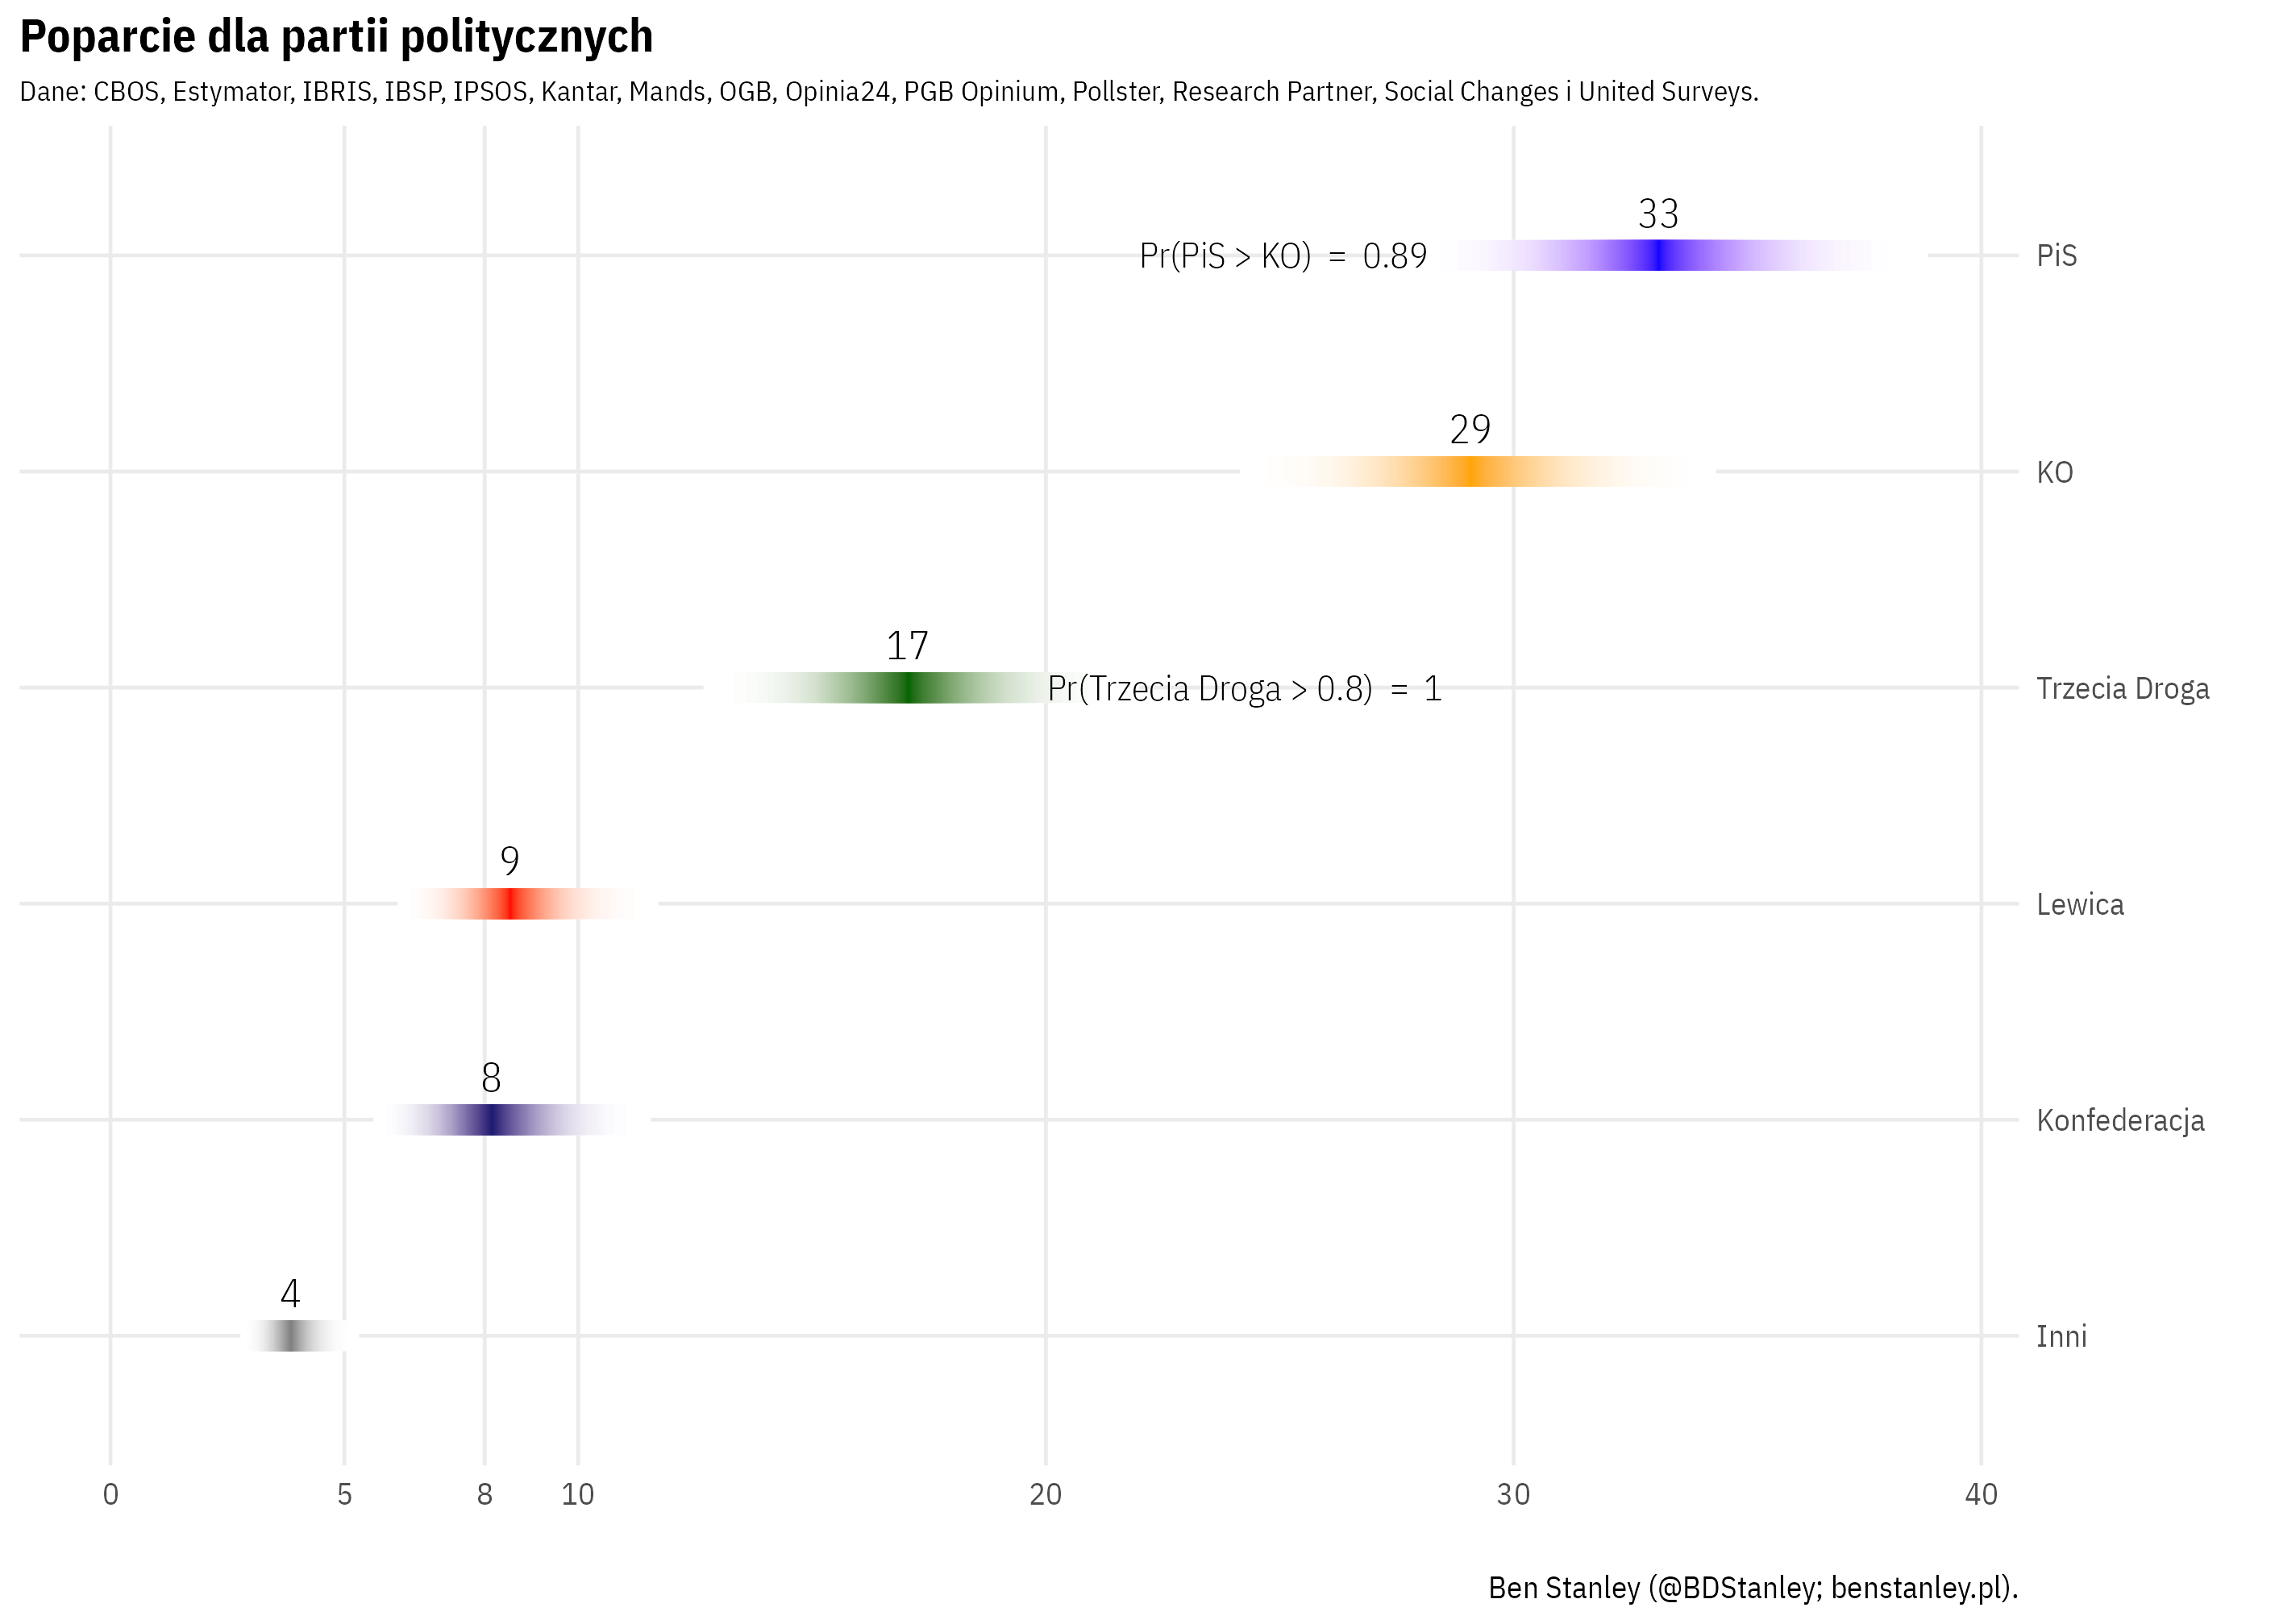 Poparcie dla partii politycznych
Dane: CBOS, Estymator, IBRIS, IBSP, IPSOS, Kantar, Mands, OGB, Opinia24, PGB Opinium, Pollster, Research Partner, Social Changes i United Surveys.
33
Pr(PiS > KO) = 0.89
PiS
29
KO
17
Pr(Trzecia Droga > 0.8) = 1
Trzecia Droga
9
Lewica
8
Konfederacja
4
Inni
0 5 8 10 20 30 40
Ben Stanley (@BDStanley; benstanley.pl).